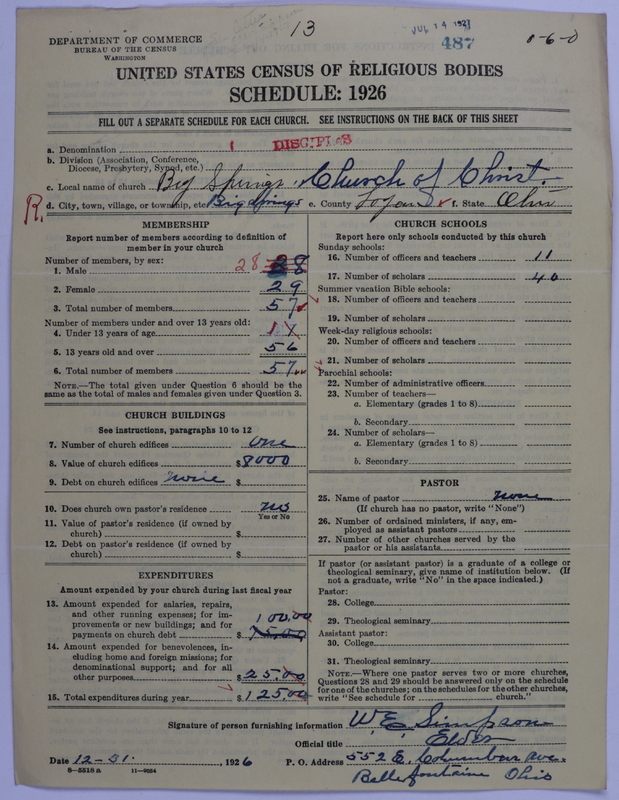 13
JUL 14 1927
487
1-6-0
DEPARTMENT OF COMMERCE
BUREAU OF THE CENSUS
WASHINGTON
UNITED STATES CENSUS OF RELIGIOUS BODIES
SCHEDULE: 1926
FILL OUT A SEPARATE SCHEDULE FOR EACH CHURCH. SEE INSTRUCTIONS ON THE BACK OF THIS SHEET
a. Denomination DISCIPLES
b. Division (Association, Conference,
Diocese, Presbytery, Synod, etc.)
c. Local name of church Big Springs Church of Christ
R. d. City, town, village, or township, etc Big Springs e. County Logan f. State Ohio
MEMBERSHIP
Report number of members according to definition of
member in your church
Number of members, by sex:
1. Male 28 28
2. Female 29
3. Total number of members 57
Number of members under and over 13 years old:
4. Under 13 years of age 1
5. 13 years old and over 56
6. Total number of members 57
NOTE.—The total given under Question 6 should be the
same as the total of males and females given under Question 3.
CHURCH BUILDINGS
See instructions, paragraphs 10 to 12
7. Number of church edifices one
8. Value of church edifices $8000
9. Debt on church edifices none $
10. Does church own pastor's residence no
Yes or No
11. Value of pastor's residence (if owned by
church) $
12. Debt on pastor's residence (if owned by
church) $
EXPENDITURES
Amount expended by your church during last fiscal year
13. Amount expended for salaries, repairs,
and other running expenses; for im-
provements or new buildings; and for 100.00
payments on church debt $ 75.00
14. Amount expended for benevolences, in-
cluding home and foreign missions; for
denominational support; and for all
other purposes $25.00
15. Total expenditures during year $125.00
CHURCH SCHOOLS
Report here only schools conducted by this church
Sunday schools:
16. Number of officers and teachers 11
17. Number of scholars 40
Summer vacation Bible schools:
18. Number of officers and teachers
19. Number of scholars
Week-day religious schools:
20. Number of officers and teachers
21. Number of scholars
Parochial schools:
22. Number of administrative officers
23. Number of teachers—
a. Elementary (grades 1 to 8)
b. Secondary
24. Number of scholars—
a. Elementary (grades 1 to 8)
b. Secondary
PASTOR
25. Name of pastor none
(If church has no pastor, write "None")
26. Number of ordained ministers, if any, em-
ployed as assistant pastors
27. Number of other churches served by the
pastor or his assistants
If pastor (or assistant pastor) is a graduate of a college or
theological seminary, give name of institution below. (If
not a graduate, write "No" in the space indicated.)
Pastor:
28. College
29. Theological seminary
Assistant pastor:
30. College
31. Theological seminary
NOTE.—Where one pastor serves two or more churches,
Questions 28 and 29 should be answered only on the schedule
for one of the churches; on the schedules for the other churches,
write "See schedule for church."
Signature of person furnishing information W E Simpson
Official title Elder
Date 12-31, 1926 P. O. Address 552 E. Columbus Ave.
Bellefontaine Ohio
8—5518 a 11—9034